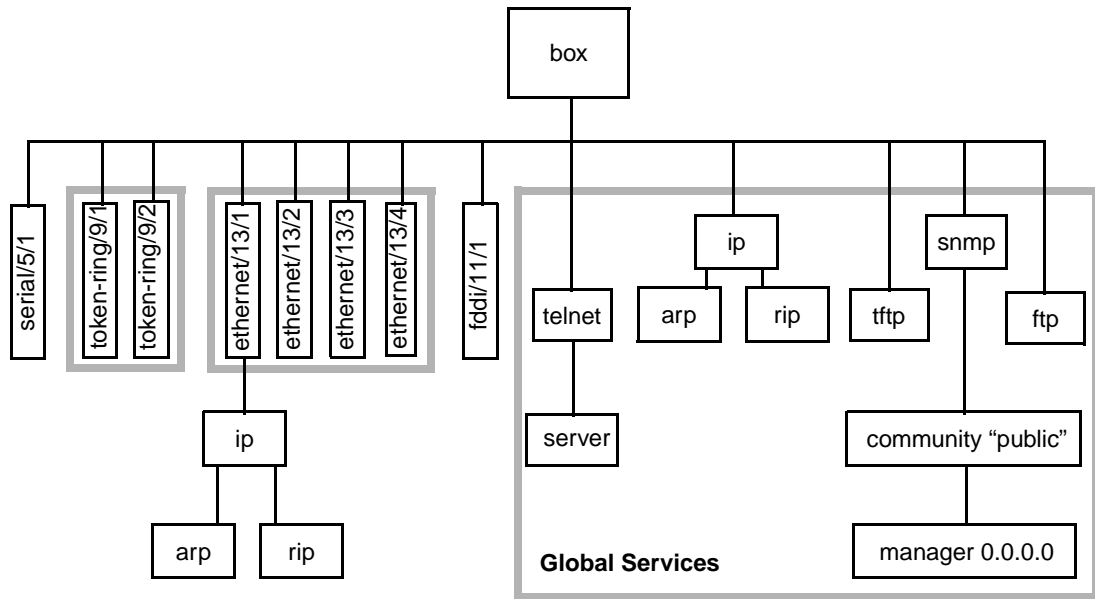 box
serial/5/1
token-ring/9/1
token-ring/9/2
ethernet/13/1
ethernet/13/2
ethernet/13/3
ethernet/13/4
fddi/11/1
ip
snmp
telnet
arp
rip
tftp
ftp
ip
server
community “public”
arp
rip
Global Services
manager 0.0.0.0